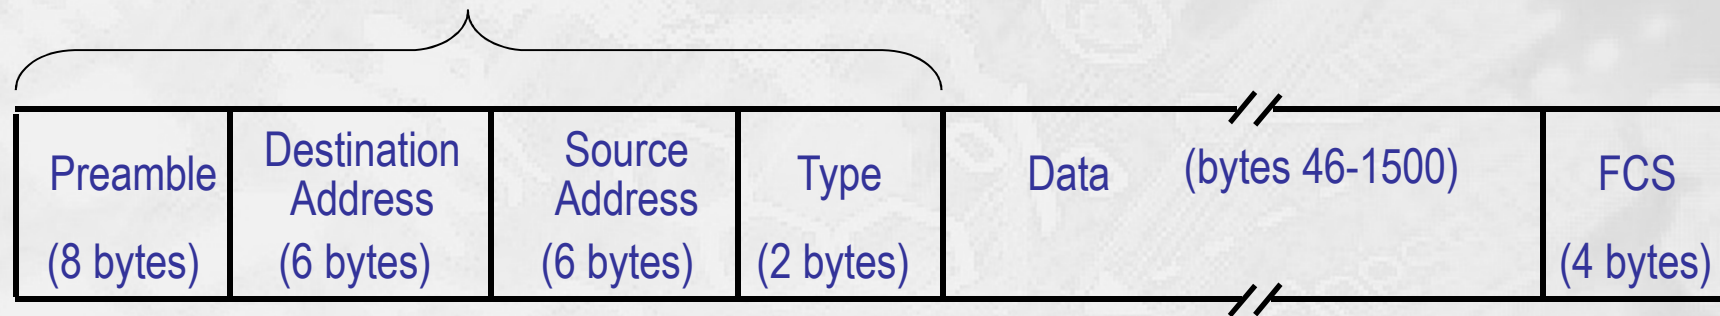 Preamble
(8 bytes)
Destination
Address
(6 bytes)
Source
Address
(6 bytes)
Type
(2 bytes)
Data (bytes 46-1500)
FCS
(4 bytes)